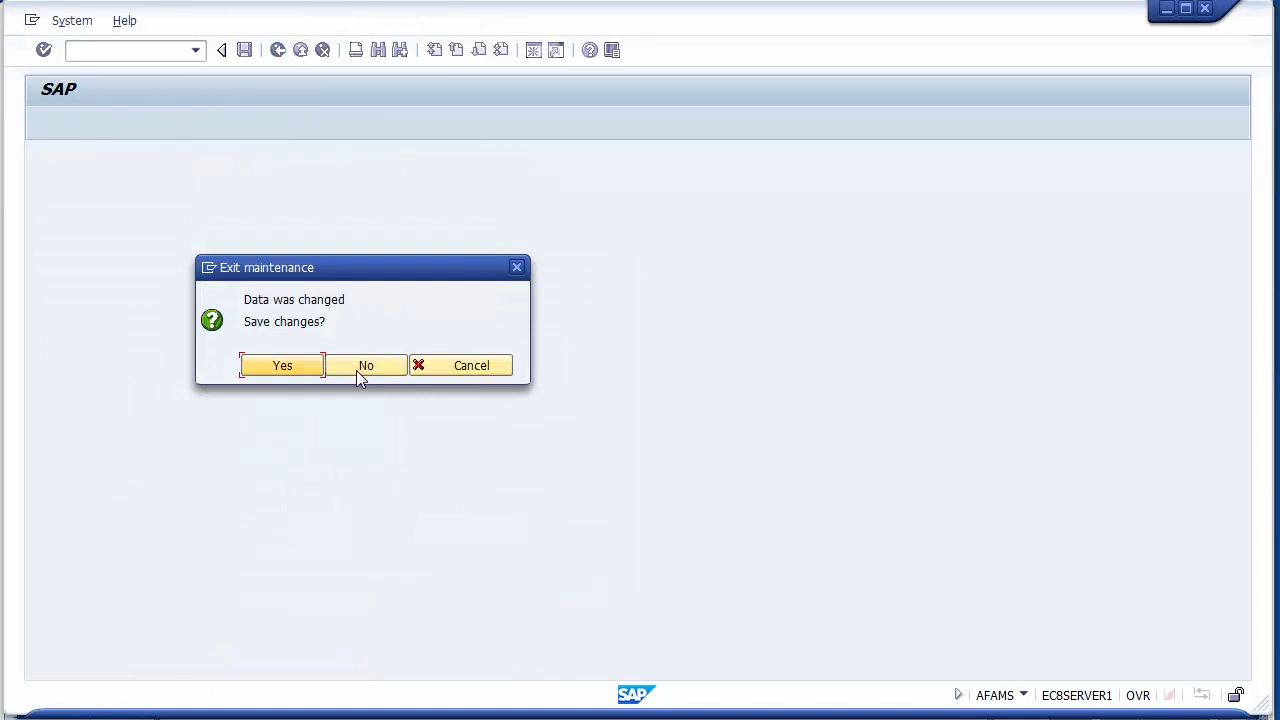 System Help
SAP
Exit maintenance
Data was changed
Save changes?
Yes No Cancel
SAP AFAMS EC8SERVER1 OVR